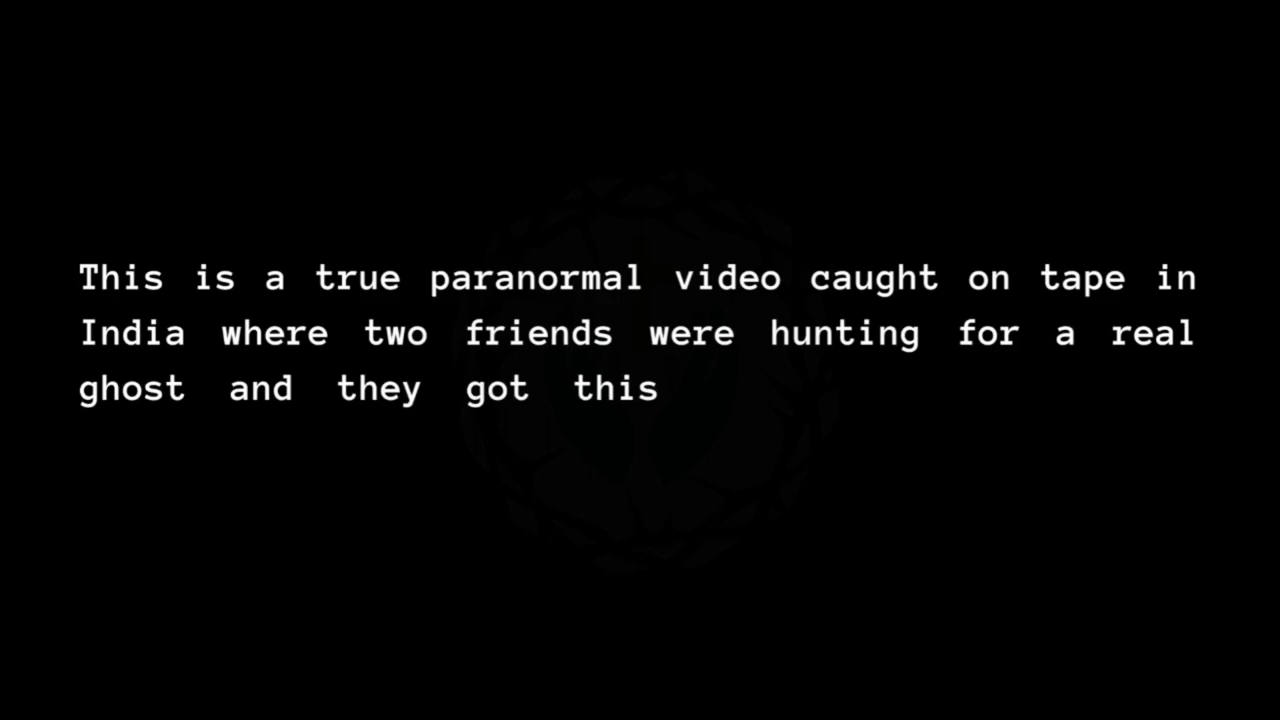 This is a true paranormal video caught on tape in
India where two friends were hunting for a real
ghost and they got this